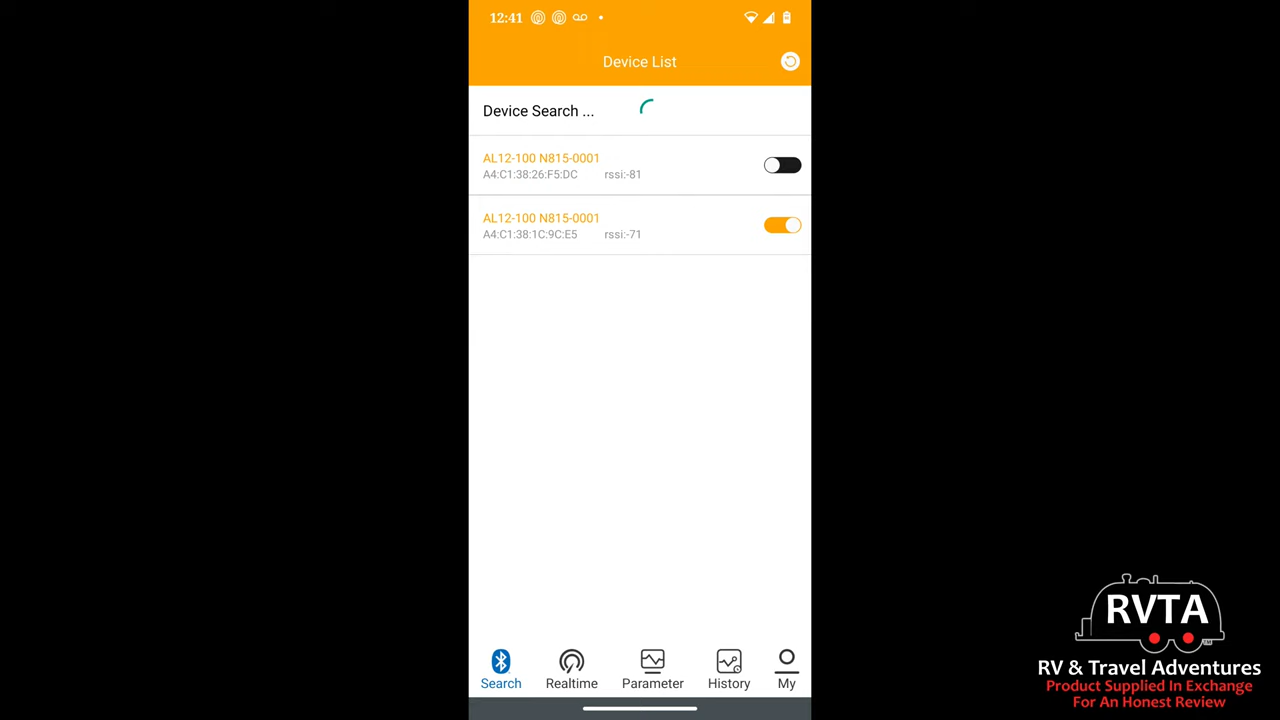 12:41
Device List
Device Search ...
AL12-100 N815-0001
A4:C1:38:26:F5:DC rssi:-81
AL12-100 N815-0001
A4:C1:38:1C:9C:E5 rssi:-71
Search Realtime Parameter History My
RVTA
RV & Travel Adventures
Product Supplied In Exchange
For An Honest Review